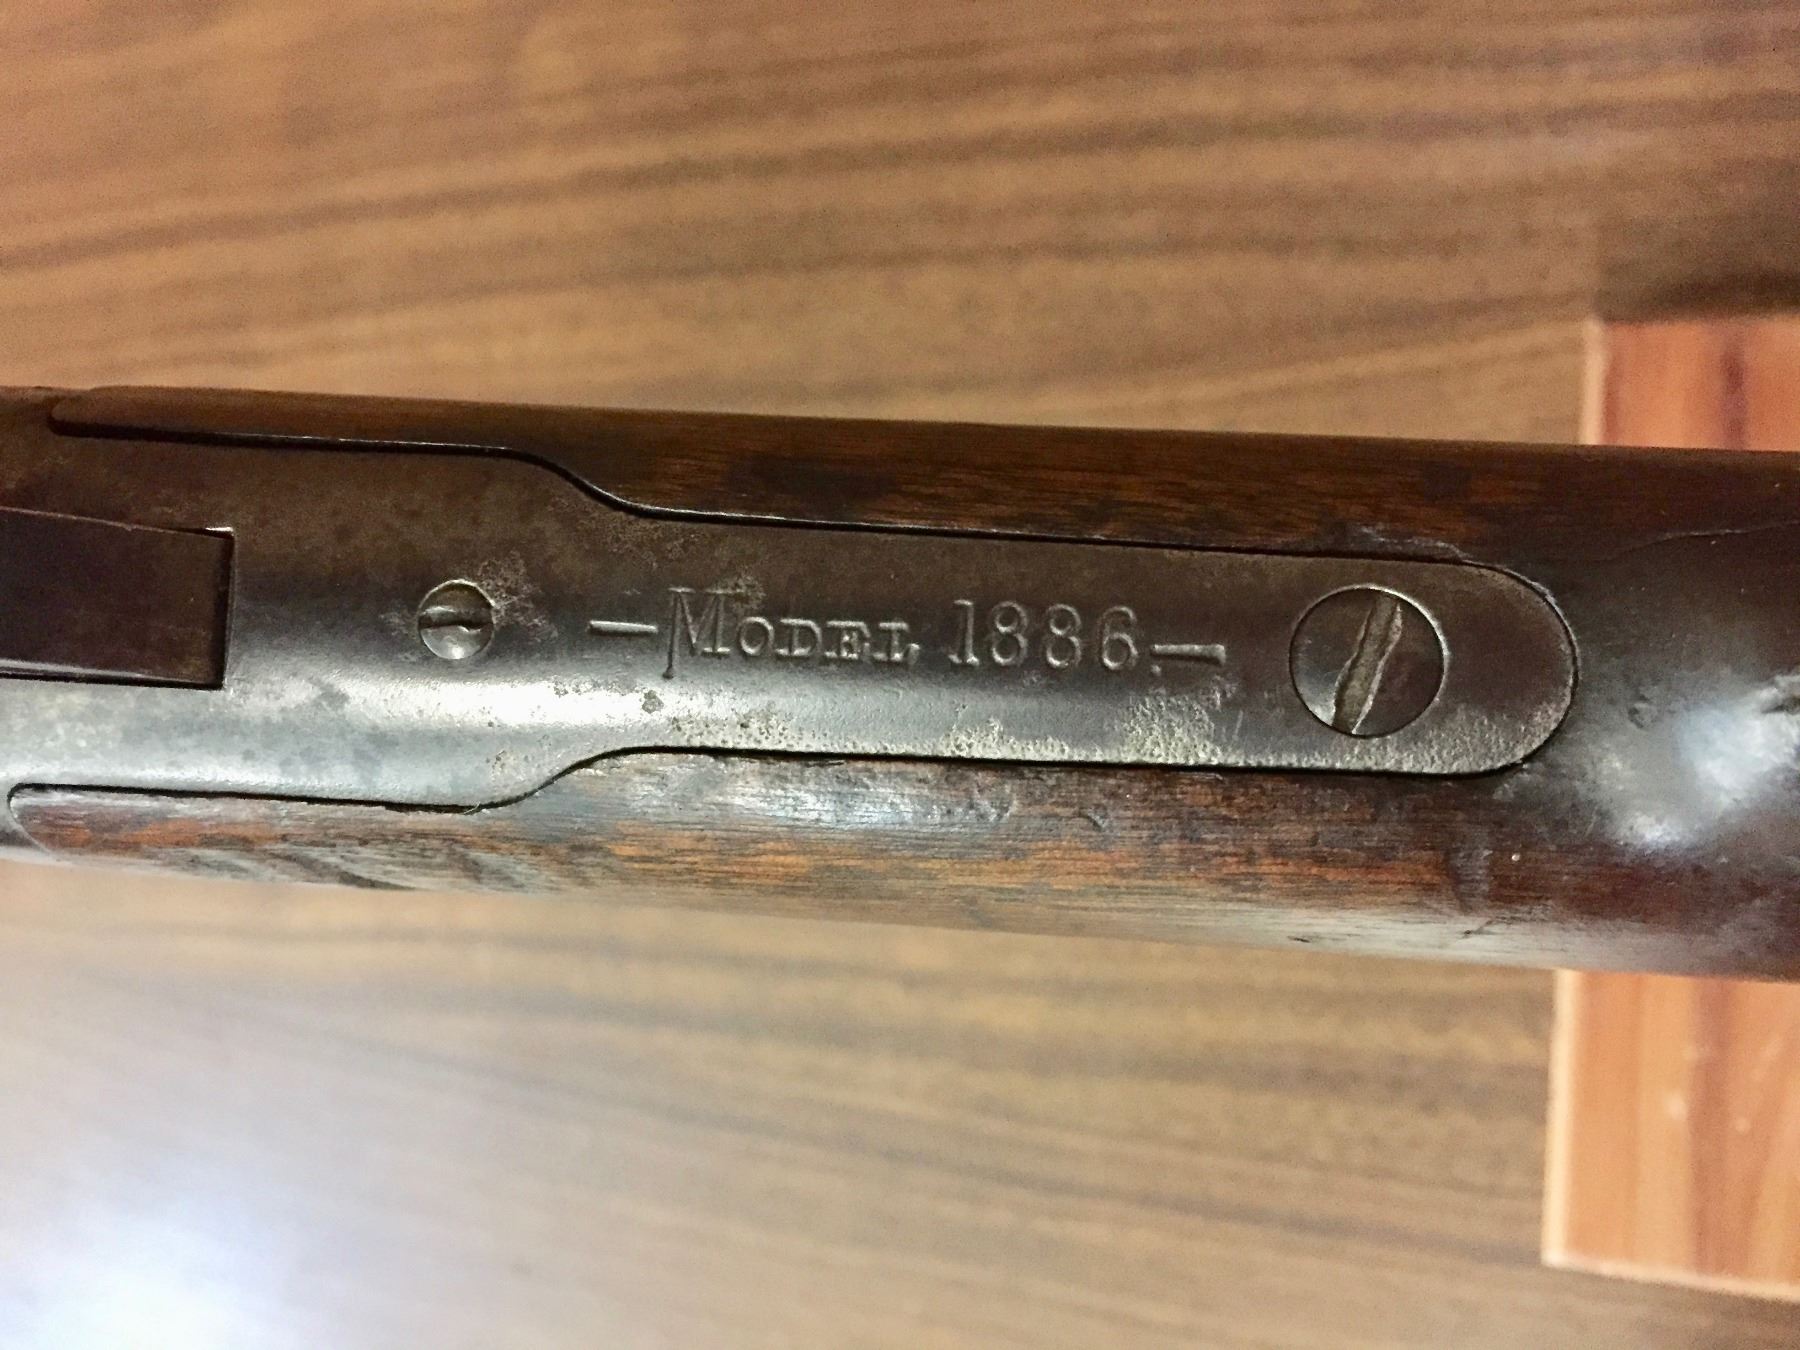 — MODEL 1886. —